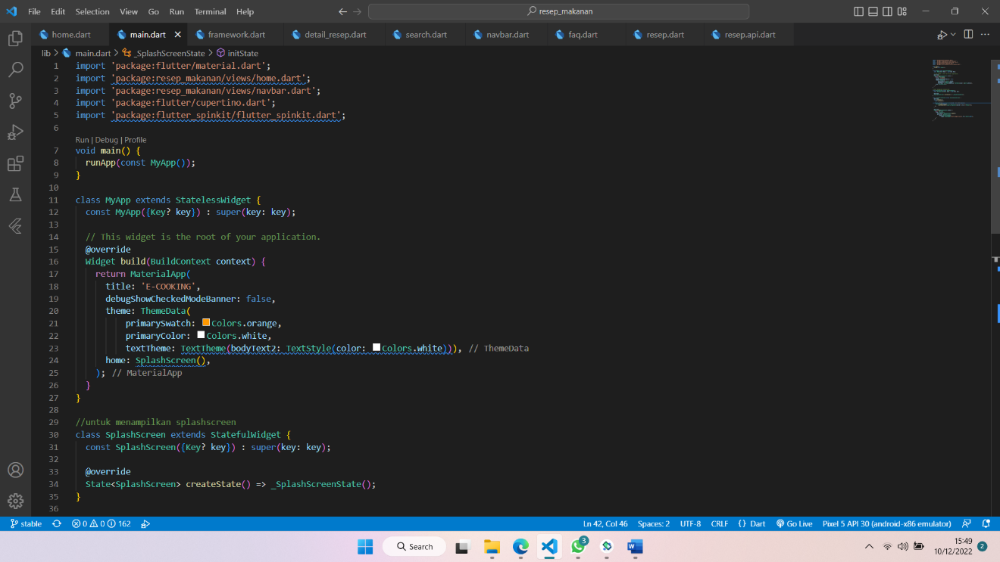 File Edit Selection View Go Run Terminal Help
resep_makanan
home.dart main.dart framework.dart detail_resep.dart search.dart navbar.dart faq.dart resep.dart resep.api.dart
lib > main.dart > _SplashScreenState > initState
1 import 'package:flutter/material.dart';
2 import 'package:resep_makanan/views/home.dart';
3 import 'package:resep_makanan/views/navbar.dart';
4 import 'package:flutter/cupertino.dart';
5 import 'package:flutter_spinkit/flutter_spinkit.dart';
6
Run | Debug | Profile
7 void main() {
8 runApp(const MyApp());
9 }
10
11 class MyApp extends StatelessWidget {
12 const MyApp({Key? key}) : super(key: key);
13
14 // This widget is the root of your application.
15 @override
16 Widget build(BuildContext context) {
17 return MaterialApp(
18 title: 'E-COOKING',
19 debugShowCheckedModeBanner: false,
20 theme: ThemeData(
21 primarySwatch: Colors.orange,
22 primaryColor: Colors.white,
23 textTheme: TextTheme(bodyText2: TextStyle(color: Colors.white))), // ThemeData
24 home: SplashScreen(),
25 ); // MaterialApp
26 }
27 }
28
29 //untuk menampilkan splashscreen
30 class SplashScreen extends StatefulWidget {
31 const SplashScreen({Key? key}) : super(key: key);
32
33 @override
34 State<SplashScreen> createState() => _SplashScreenState();
35 }
36
stable 0 0 162 Ln 42, Col 46 Spaces: 2 UTF-8 CRLF {} Dart Go Live Pixel 5 API 30 (android-x86 emulator)
Search 3 15:49
10/12/2022 2